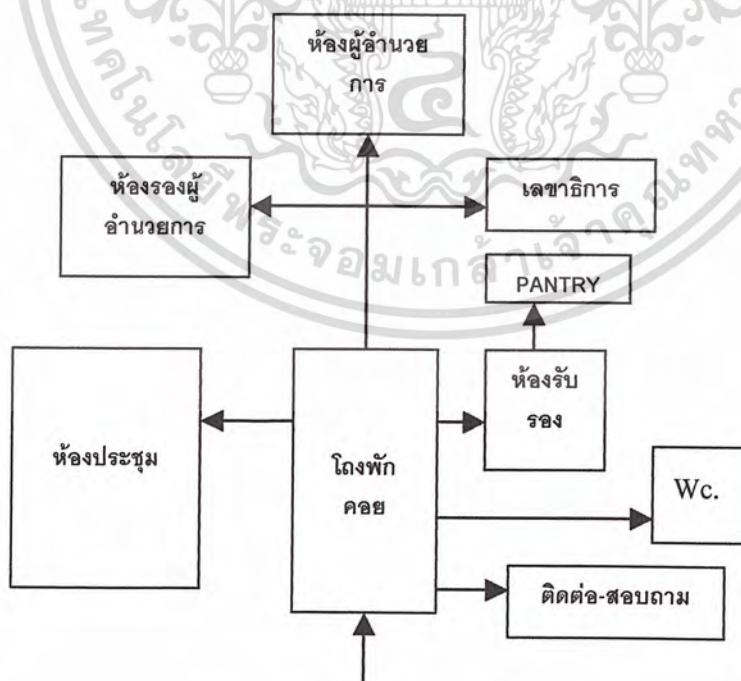 ห้องผู้อำนวย
การ
ห้องรองผู้
อำนวยการ
เลขาธิการ
PANTRY
ห้องรับ
รอง
ห้องประชุม
โถงพัก
คอย
Wc.
ติดต่อ-สอบถาม